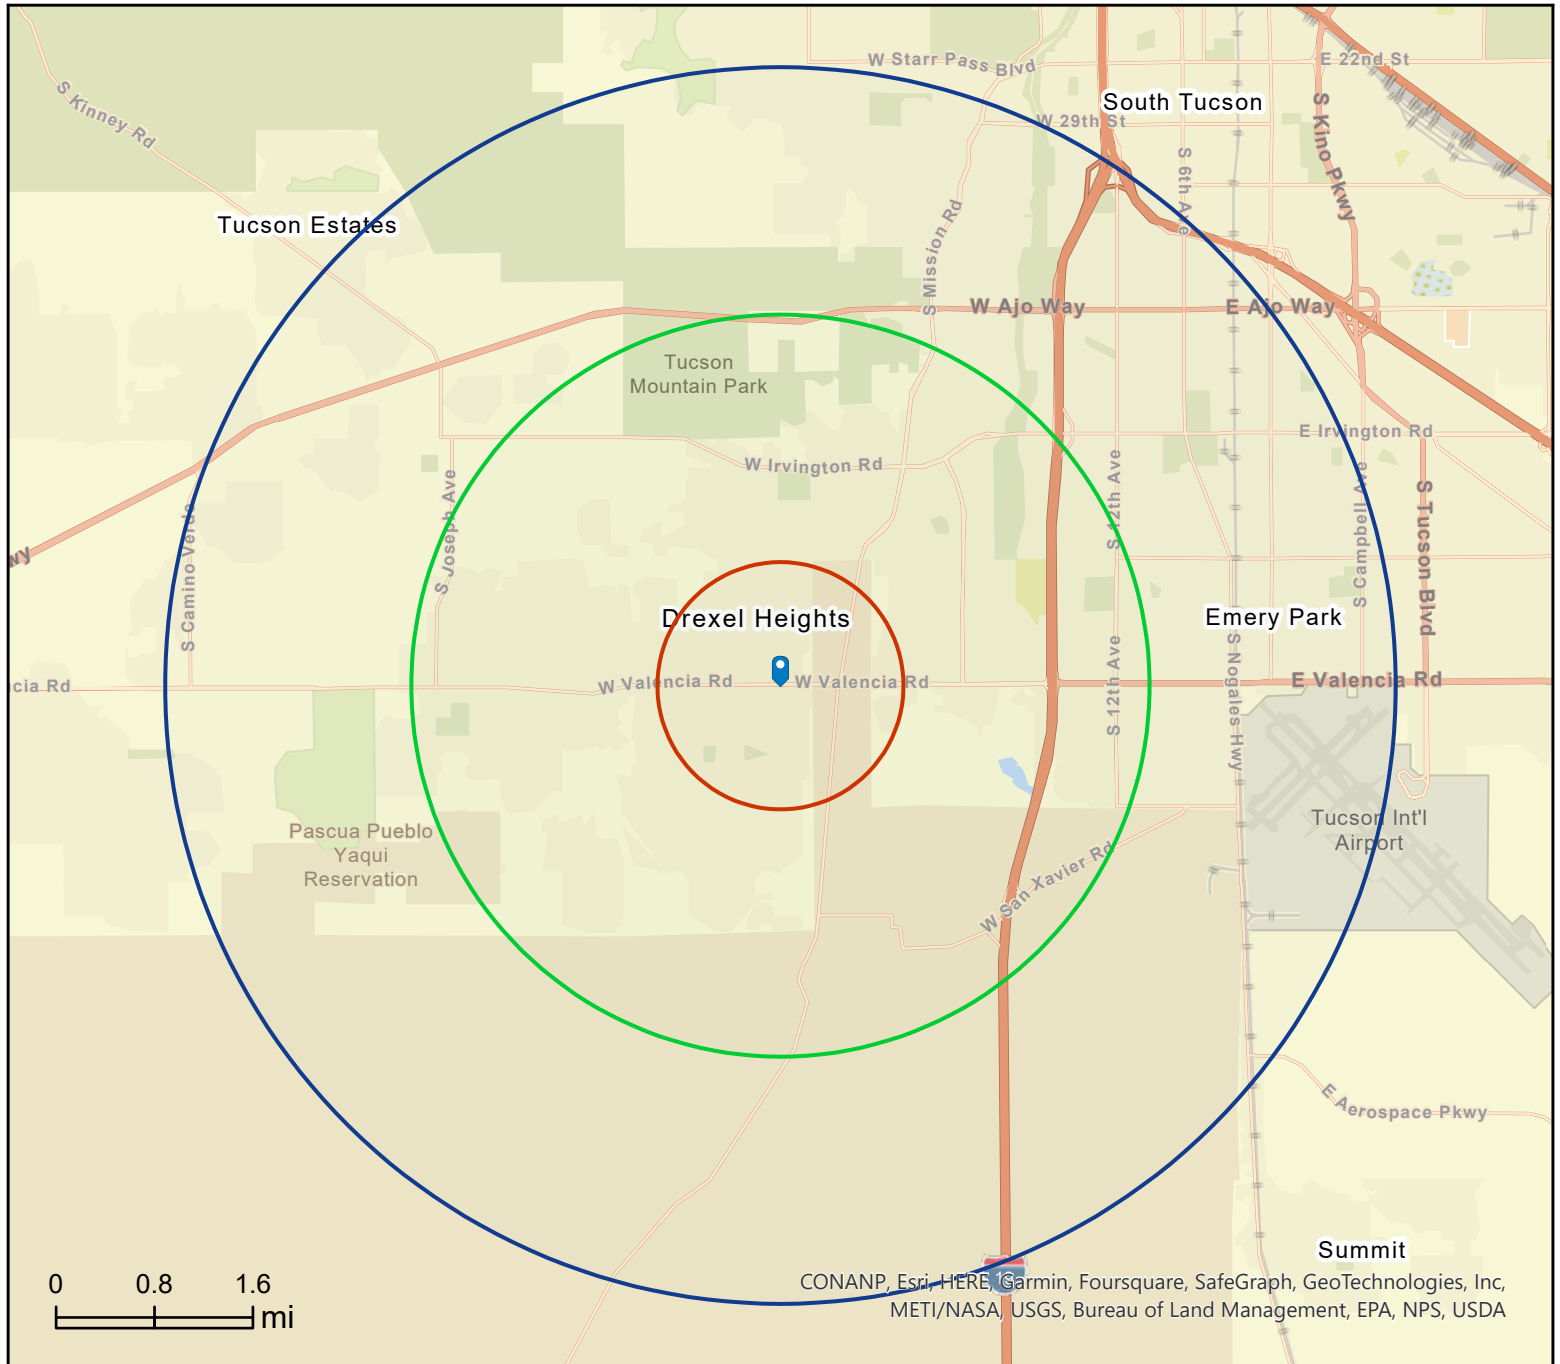 W Starr Pass Blvd
E 22nd St
S Kinney Rd
South Tucson
S Kino Pkwy
W 29th St
S 6th Ave
Tucson Estates
S Mission Rd
W Ajo Way
E Ajo Way
Tucson
Mountain Park
E Irvington Rd
W Irvington Rd
S Joseph Ave
S 12th Ave
S Campbell Ave
S Tucson Blvd
S Camino Verde
wy
Drexel Heights
Emery Park
cia Rd
W Valencia Rd
W Valencia Rd
S 12th Ave
S Nogales Hwy
E Valencia Rd
Pascua Pueblo
Yaqui
Reservation
Tucson Int'l
Airport
W San Xavier Rd
E Aerospace Pkwy
Summit
0 0.8 1.6
mi
CONANP, Esri, HERE, Garmin, Foursquare, SafeGraph, GeoTechnologies, Inc,
METI/NASA, USGS, Bureau of Land Management, EPA, NPS, USDA